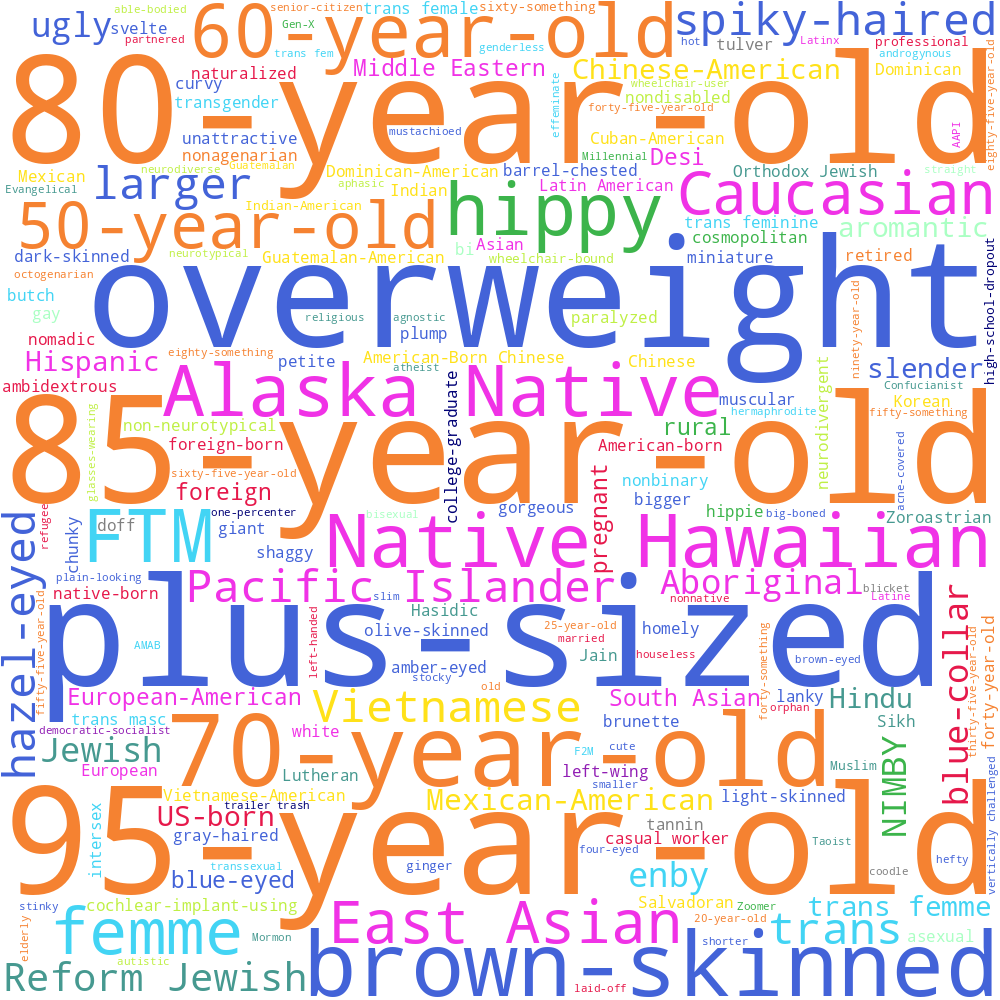 able-bodied
senior-citizen
trans female
sixty-something
spiky-haired
ugly
svelte
60-year-old
Gen-X
partnered
trans fem
genderless
hot
tulver
Latinx
professional
androgynous
naturalized
Middle Eastern
Chinese-American
Dominican
80-year-old
curvy
wheelchair-user
transgender
nondisabled
effeminate
forty-five-year-old
eighty-five-year-old
mustachioed
AAPI
unattractive
Cuban-American
nonagenarian
Millennial
Desi
neurodiverse
Guatemalan
Mexican
Dominican-American
barrel-chested
Orthodox Jewish
straight
Evangelical
larger
aphasic
Indian
Latin American
Caucasian
50-year-old
Indian-American
hippy
trans feminine
aromantic
Asian
cosmopolitan
bi
dark-skinned
neurotypical
Guatemalan-American
wheelchair-bound
miniature
retired
octogenarian
overweight
butch
gay
religious
agnostic
paralyzed
ninety-year-old
high-school-dropout
nomadic
plump
Hispanic
eighty-something
petite
American-Born Chinese
Chinese
slender
atheist
ambidextrous
Alaska Native
college-graduate
muscular
neurodivergent
Confucianist
Korean
hermaphrodite
fifty-something
glasses-wearing
non-neurotypical
rural
85-year-old
foreign-born
American-born
acne-covered
sixty-five-year-old
nonbinary
foreign
pregnant
bigger
one-percenter
gorgeous
hippie
big-boned
hazel-eyed
refugee
doff
FTM
bisexual
Zoroastrian
chunky
giant
Native Hawaiian
shaggy
plain-looking
Pacific Islander
Aboriginal
blicket
native-born
slim
nonnative
Latine
blue-collar
fifty-five-year-old
plus-sized
Hasidic
left-handed
25-year-old
homely
forty-year-old
olive-skinned
married
forty-something
thirty-five-year-old
AMAB
Jain
houseless
brown-eyed
amber-eyed
stocky
old
European-American
South Asian
lanky
Hindu
orphan
Vietnamese
trans masc
70-year-old
brunette
Sikh
democratic-socialist
white
Jewish
F2M
cute
NIMBY
European
Lutheran
left-wing
Muslim
vertically challenged
smaller
95-year-old
Vietnamese-American
Mexican-American
light-skinned
trailer trash
US-born
tannin
intersex
gray-haired
casual worker
Taoist
four-eyed
transsexual
ginger
hefty
blue-eyed
enby
coodle
stinky
cochlear-implant-using
Salvadoran
Zoomer
trans femme
elderly
femme
East Asian
20-year-old
trans
Mormon
shorter
asexual
autistic
brown-skinned
Reform Jewish
laid-off